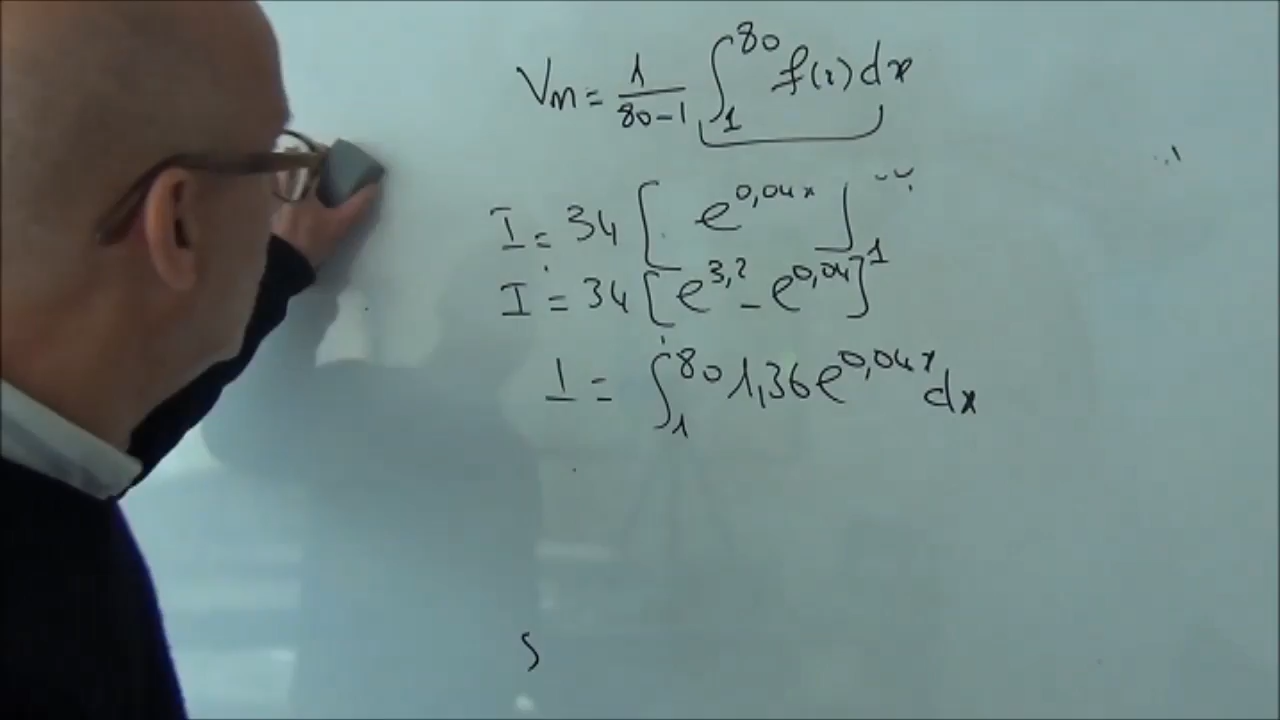 Vm = 1/(80-1) ∫₁⁸⁰ f(x) dx
I = 34 [ e^{0,04x} ]₁
I = 34 [ e^{3,2} - e^{0,04} ]
I = ∫₁⁸⁰ 1,36 e^{0,04x} dx